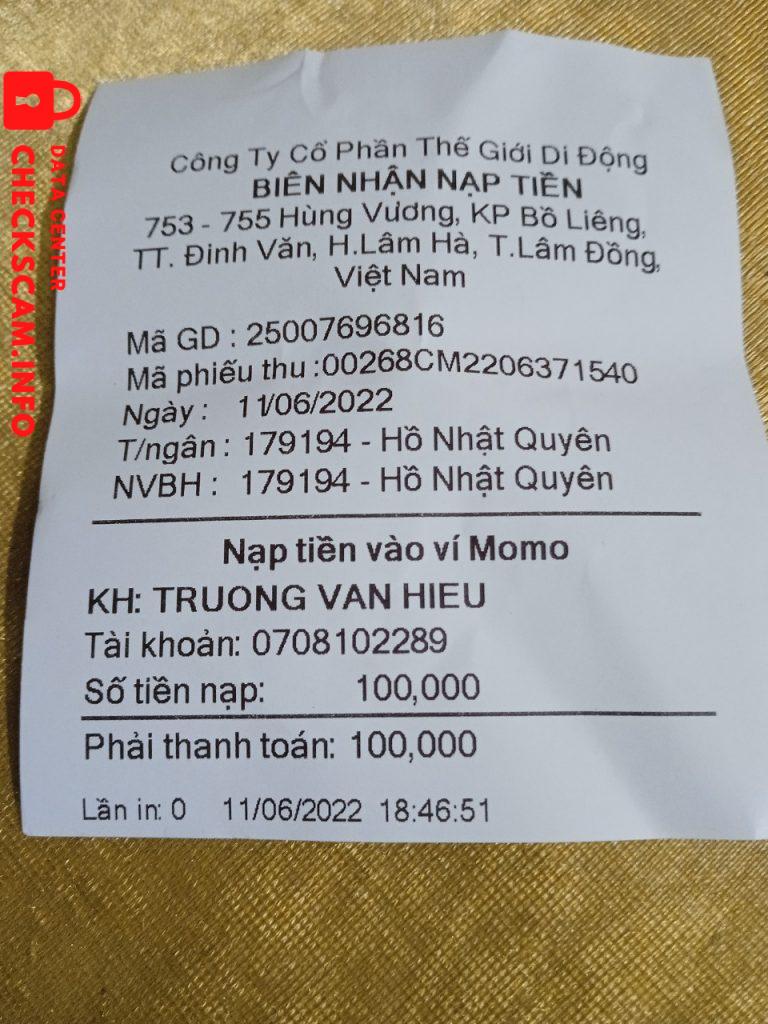 Công Ty Cổ Phần Thế Giới Di Động
BIÊN NHẬN NẠP TIỀN
753 - 755 Hùng Vương, KP Bồ Liêng,
TT. Đinh Văn, H.Lâm Hà, T.Lâm Đồng,
Việt Nam
Mã GD : 25007696816
Mã phiếu thu :00268CM2206371540
Ngày : 11/06/2022
T/ngân : 179194 - Hồ Nhật Quyên
NVBH : 179194 - Hồ Nhật Quyên
Nạp tiền vào ví Momo
KH: TRUONG VAN HIEU
Tài khoản: 0708102289
Số tiền nạp: 100,000
Phải thanh toán: 100,000
Lần in: 0 11/06/2022 18:46:51
DATA CENTER
CHECKSCAM.INFO